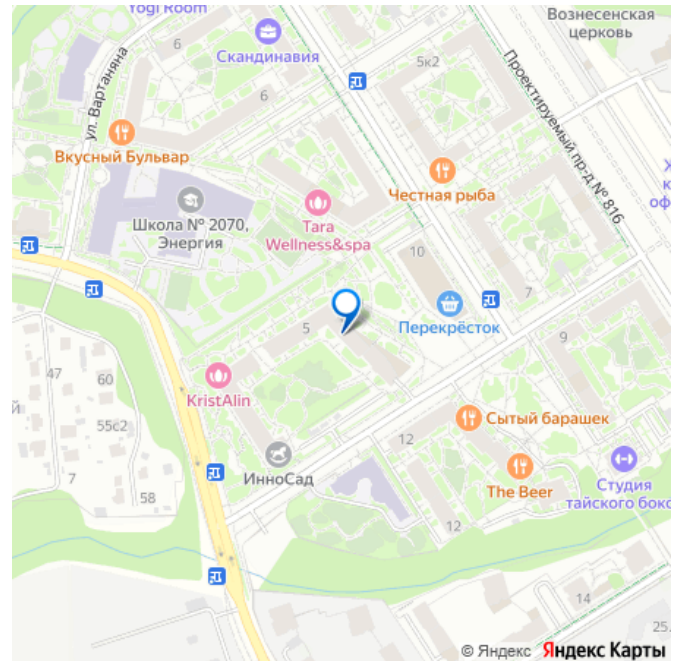 Yogi Room
Вознесенская
церковь
6
Скандинавия
5к2
ул. Вартаняна
6
Проектируемый пр-д № 816
Вкусный Бульвар
Честная рыба
Х
к
оф
Школа № 2070,
Энергия
Tara
Wellness&spa
10
7
5
Перекрёсток
9
47
60
KristAlin
й
55с2
12
Сытый барашек
7
ИнноСад
The Beer
Студия
тайского бокс
58
12
14
25.
© Яндекс Яндекс Карты